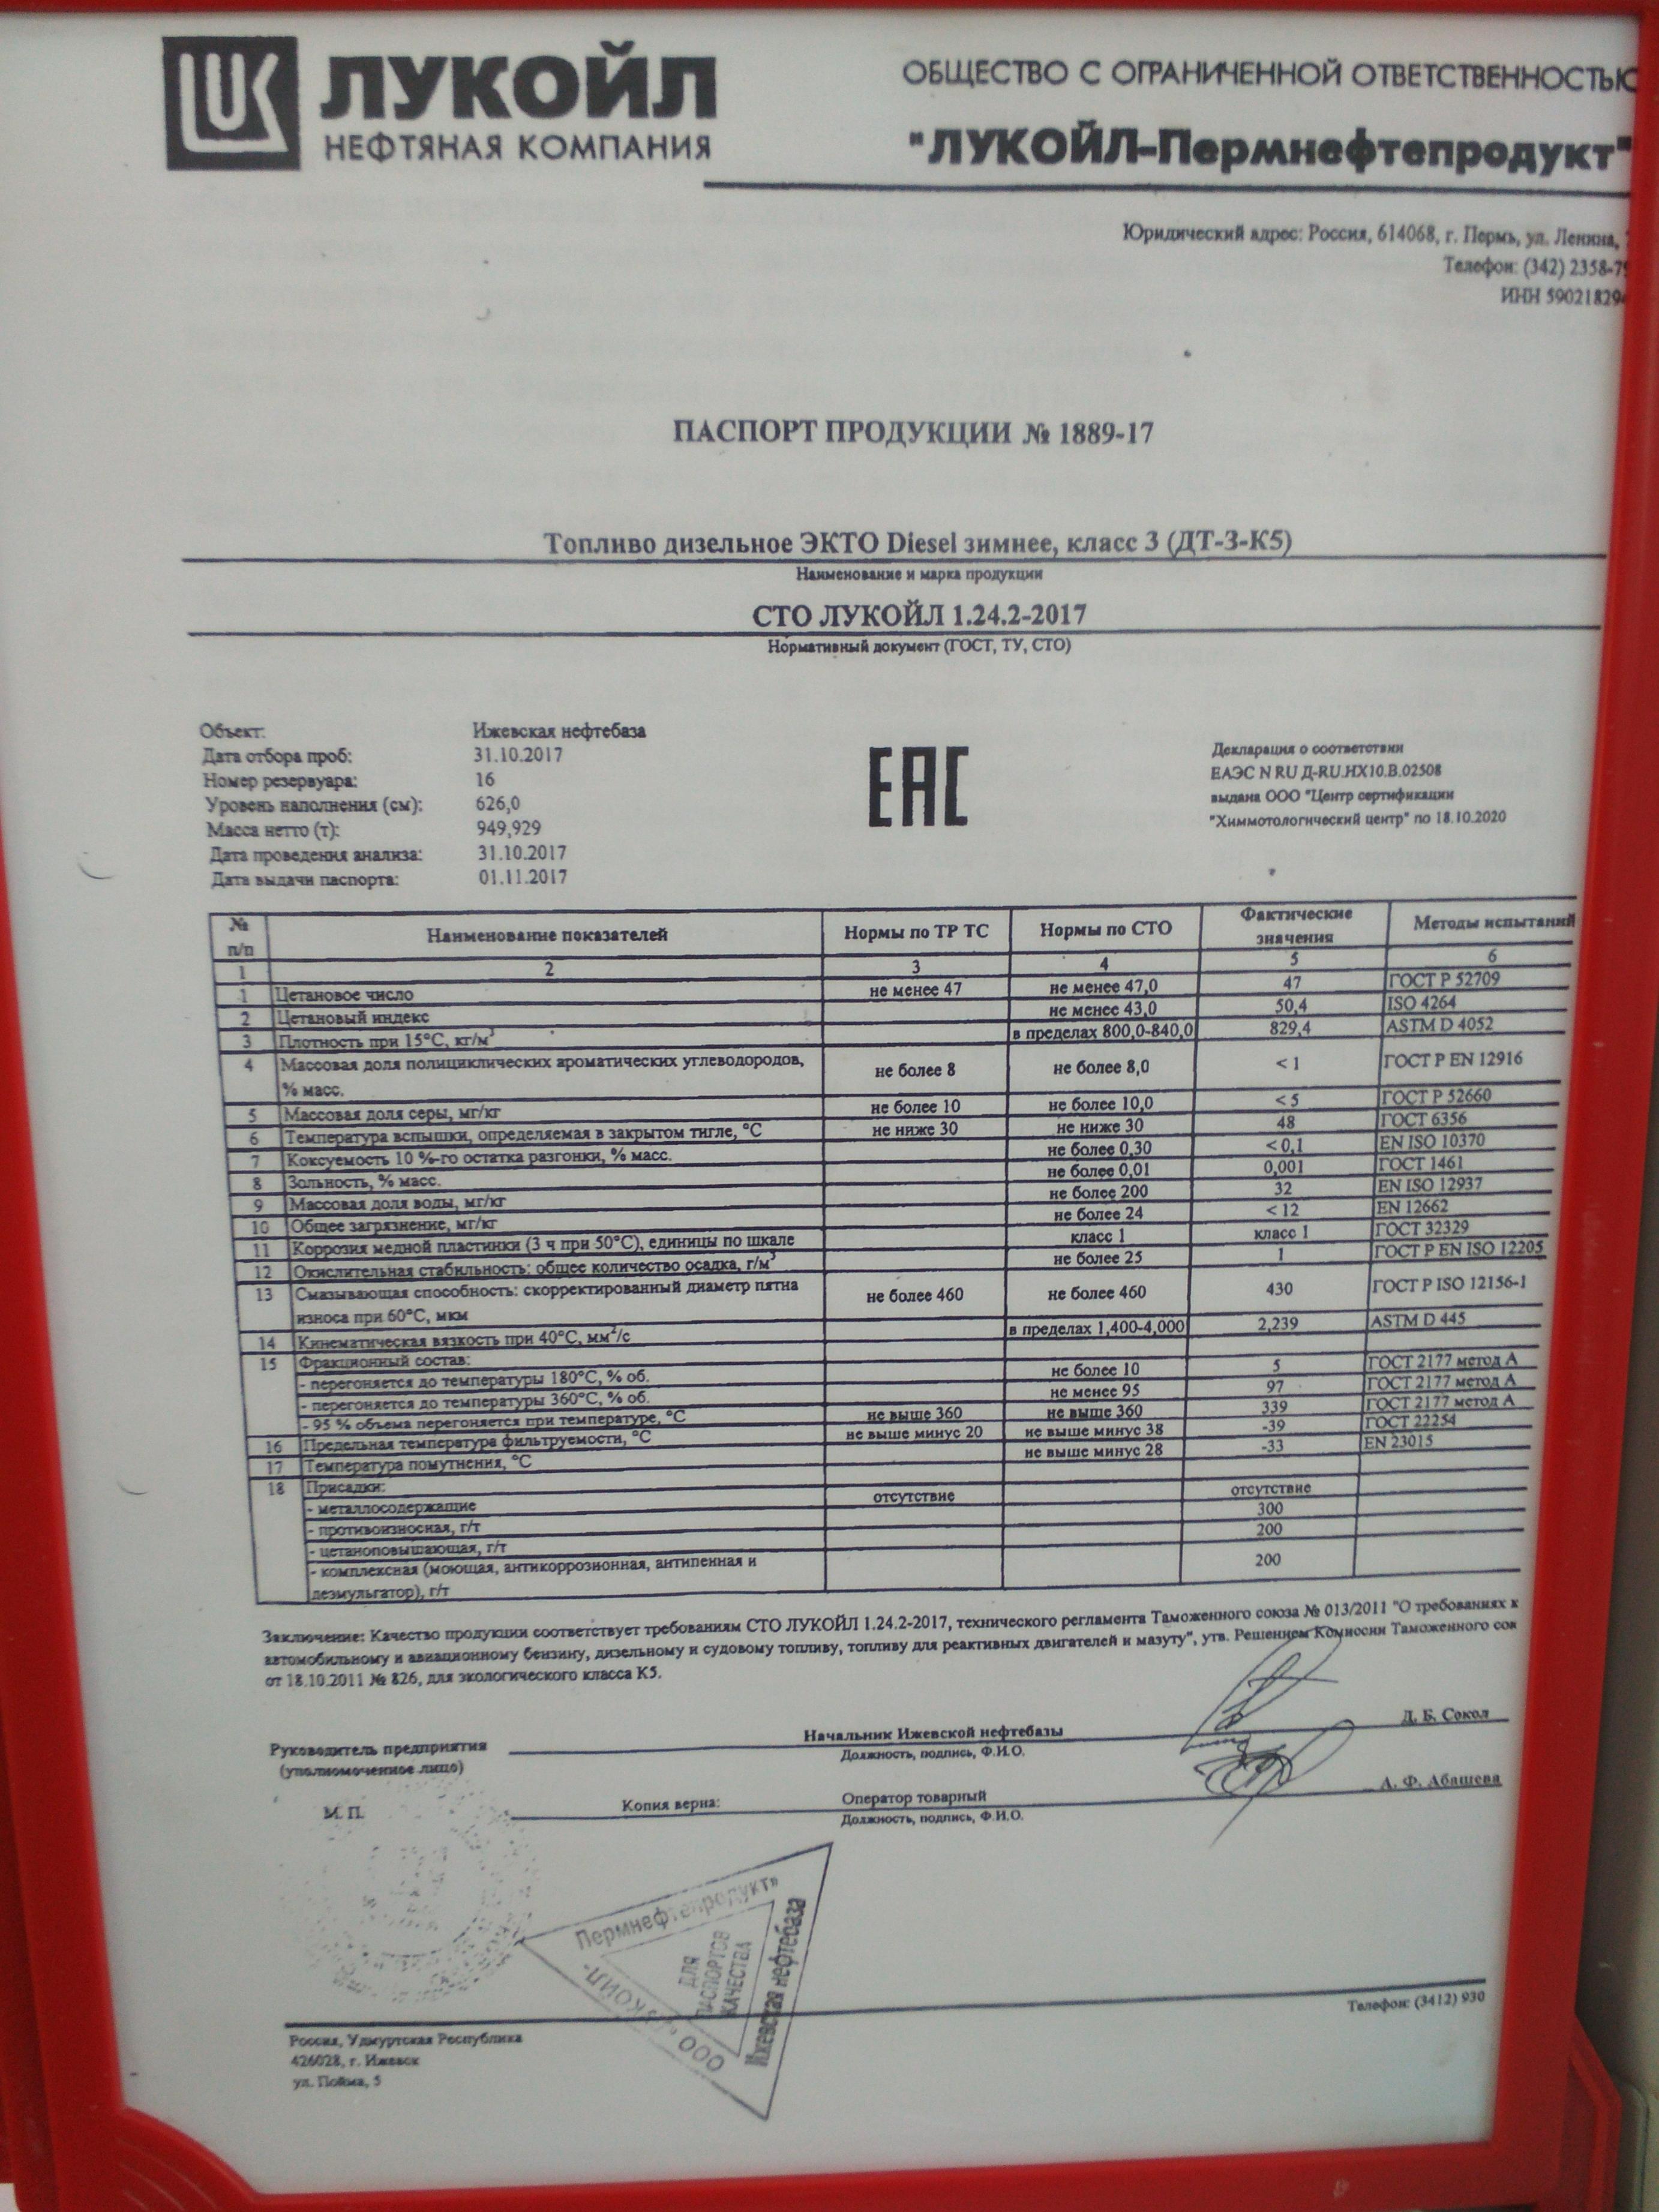 ЛУКОЙЛ
НЕФТЯНАЯ КОМПАНИЯ
ОБЩЕСТВО С ОГРАНИЧЕННОЙ ОТВЕТСТВЕННОСТЬЮ
"ЛУКОЙЛ-Пермнефтепродукт"
Юридический адрес: Россия, 614068, г. Пермь, ул. Ленина,
Телефон: (342) 2358-7
ИНН 59021829
ПАСПОРТ ПРОДУКЦИИ № 1889-17
Топливо дизельное ЭКТО Diesel зимнее, класс 3 (ДТ-З-К5)
Наименование и марка продукции
СТО ЛУКОЙЛ 1.24.2-2017
Нормативный документ (ГОСТ, ТУ, СТО)
Объект: Ижевская нефтебаза
Дата отбора проб: 31.10.2017
Номер резервуара: 16
Уровень наполнения (см): 626,0
Масса нетто (т): 949,929
Дата проведения анализа: 31.10.2017
Дата выдачи паспорта: 01.11.2017
ЕАС
Декларация о соответствии
ЕАЭС N RU Д-RU.НХ10.В.02508
выдана ООО "Центр сертификации
"Химмотологический центр" по 18.10.2020
№ п/п Наименование показателей Нормы по ТР ТС Нормы по СТО Фактические значения Методы испытаний
1 2 3 4 5 6
1 Цетановое число не менее 47 не менее 47,0 47 ГОСТ Р 52709
2 Цетановый индекс не менее 43,0 50,4 ISO 4264
3 Плотность при 15°С, кг/м³ в пределах 800,0-840,0 829,4 ASTM D 4052
4 Массовая доля полициклических ароматических углеводородов, % масс. не более 8 не более 8,0 < 1 ГОСТ Р ЕН 12916
5 Массовая доля серы, мг/кг не более 10 не более 10,0 < 5 ГОСТ Р 52660
6 Температура вспышки, определяемая в закрытом тигле, °С не ниже 30 не ниже 30 48 ГОСТ 6356
7 Коксуемость 10 %-го остатка разгонки, % масс. не более 0,30 < 0,1 EN ISO 10370
8 Зольность, % масс. не более 0,01 0,001 ГОСТ 1461
9 Массовая доля воды, мг/кг не более 200 32 EN ISO 12937
10 Общее загрязнение, мг/кг не более 24 < 12 EN 12662
11 Коррозия медной пластинки (3 ч при 50°С), единицы по шкале класс 1 класс 1 ГОСТ 32329
12 Окислительная стабильность: общее количество осадка, г/м³ не более 25 1 ГОСТ Р ЕН ISO 12205
13 Смазывающая способность: скорректированный диаметр пятна износа при 60°С, мкм не более 460 не более 460 430 ГОСТ Р ISO 12156-1
14 Кинематическая вязкость при 40°С, мм²/с в пределах 1,400-4,000 2,239 ASTM D 445
15 Фракционный состав:
- перегоняется до температуры 180°С, % об. не более 10 5 ГОСТ 2177 метод А
- перегоняется до температуры 360°С, % об. не менее 95 97 ГОСТ 2177 метод А
- 95 % объема перегоняется при температуре, °С не выше 360 не выше 360 339 ГОСТ 2177 метод А
16 Предельная температура фильтруемости, °С не выше минус 20 не выше минус 38 -39 ГОСТ 22254
17 Температура помутнения, °С не выше минус 28 -33 EN 23015
18 Присадки:
- металлосодержащие отсутствие отсутствие
- противоизносная, г/т 300
- цетаноповышающая, г/т 200
- комплексная (моющая, антикоррозионная, антипенная и деэмульгатор), г/т 200
Заключение: Качество продукции соответствует требованиям СТО ЛУКОЙЛ 1.24.2-2017, технического регламента Таможенного союза № 013/2011 "О требованиях к
автомобильному и авиационному бензину, дизельному и судовому топливу, топливу для реактивных двигателей и мазуту", утв. Решением Комиссии Таможенного сою
от 18.10.2011 № 826, для экологического класса К5.
Руководитель предприятия Начальник Ижевской нефтебазы Д. Б. Сокол
(уполномоченное лицо) Должность, подпись, Ф.И.О.
М. П. Копия верна: Оператор товарный А. Ф. Абашева
Должность, подпись, Ф.И.О.
ООО «ЛУКОЙЛ-
Пермнефтепродукт»
Ижевская нефтебаза
ДЛЯ
ПАСПОРТОВ
КАЧЕСТВА
Телефон: (3412) 930
Россия, Удмуртская Республика
426028, г. Ижевск
ул. Пойма, 5